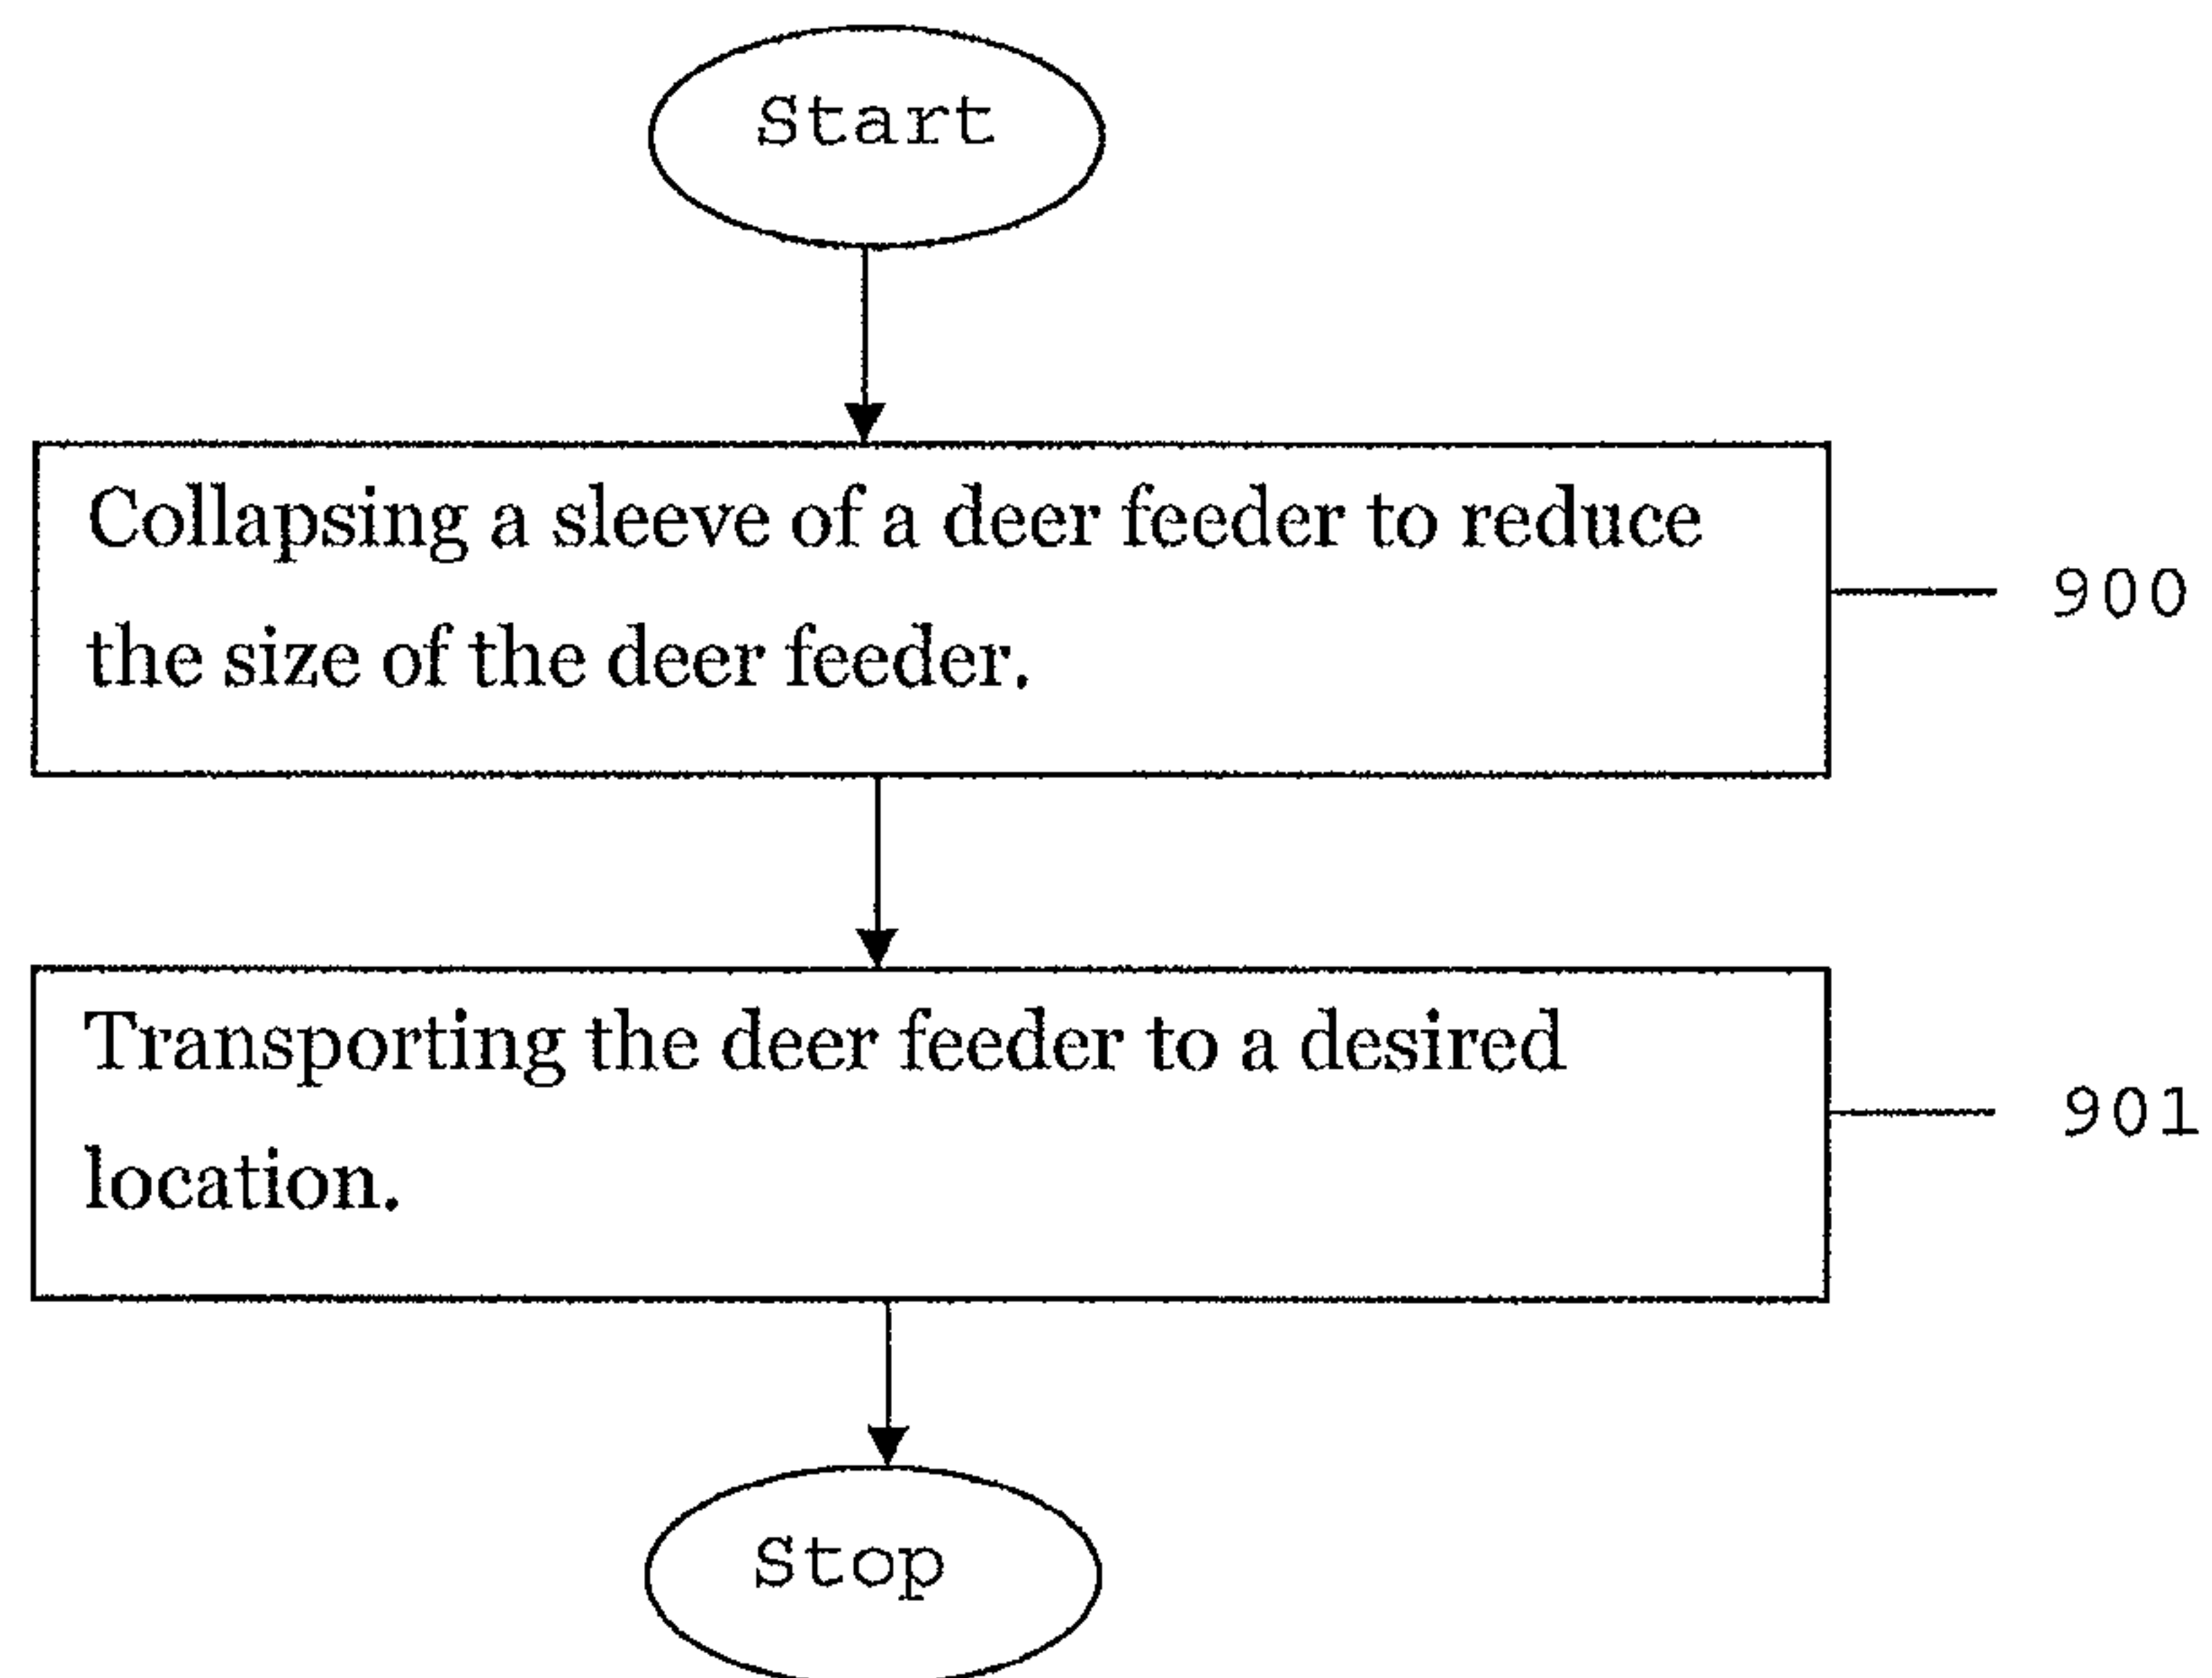 Start
Collapsing a sleeve of a deer feeder to reduce
the size of the deer feeder.
900
Transporting the deer feeder to a desired
location.
901
Stop